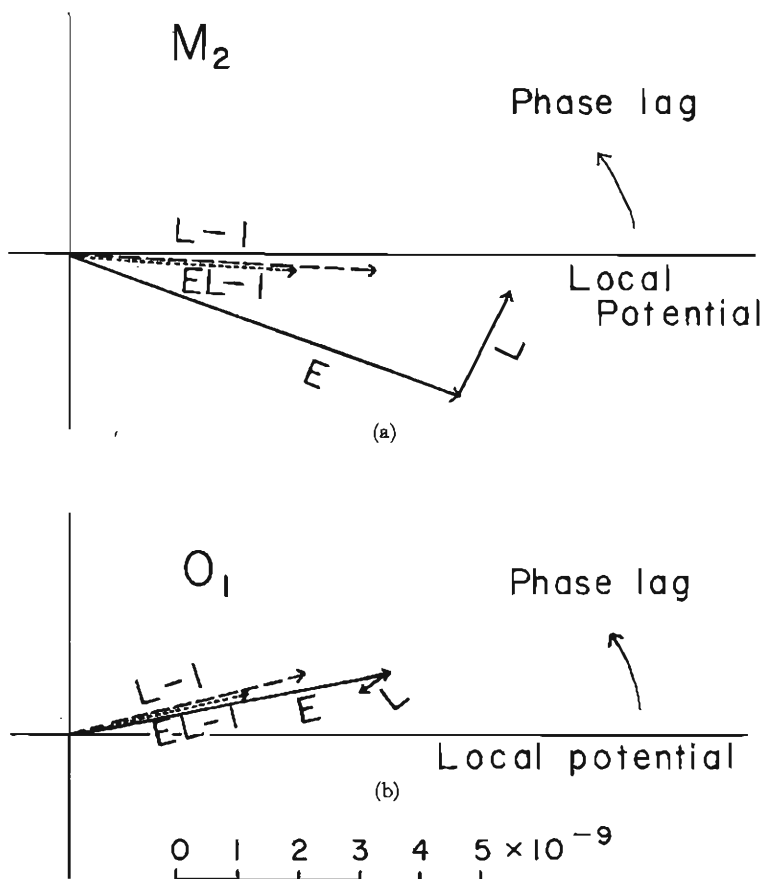 M2
Phase lag
L-1
EL-1
Local
Potential
E
L
(a)
O1
Phase lag
L-1
EL-1
E
L
Local potential
(b)
0 1 2 3 4 5 ×10⁻⁹